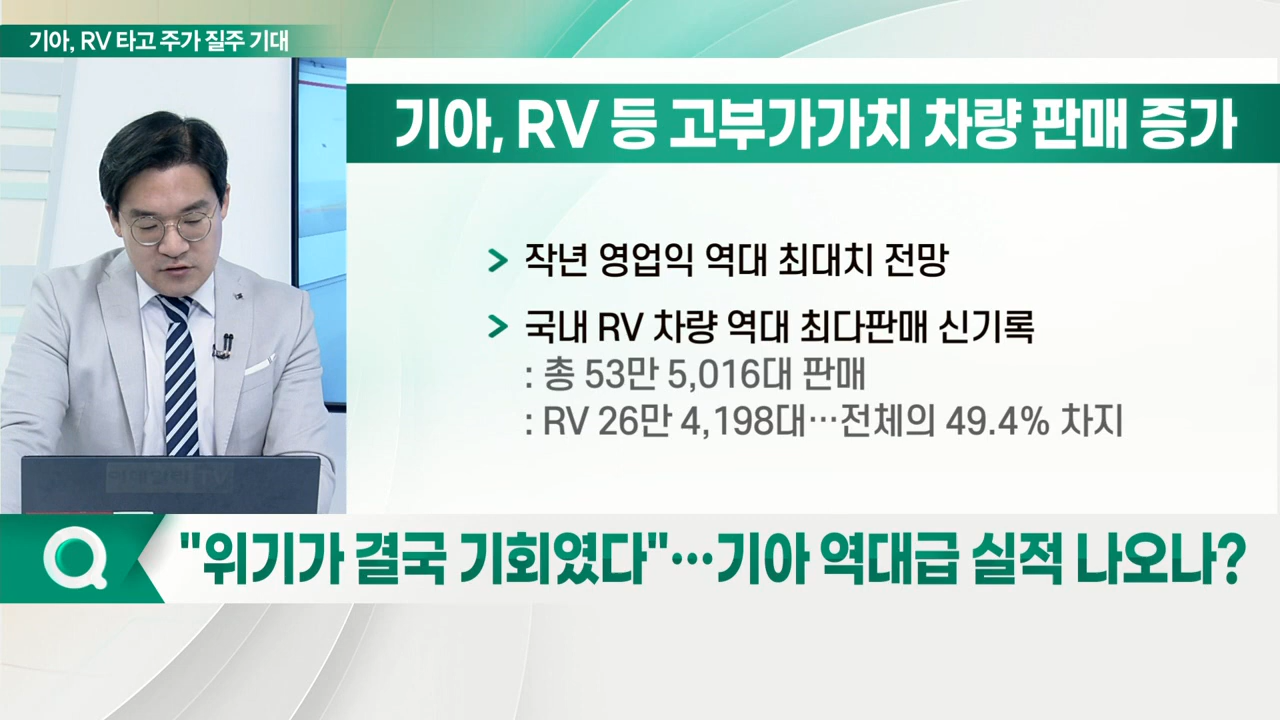 기아, RV 타고 주가 질주 기대
기아, RV 등 고부가가치 차량 판매 증가
> 작년 영업익 역대 최대치 전망
> 국내 RV 차량 역대 최다판매 신기록
: 총 53만 5,016대 판매
: RV 26만 4,198대…전체의 49.4% 차지
이데일리 TV
"위기가 결국 기회였다"…기아 역대급 실적 나오나?